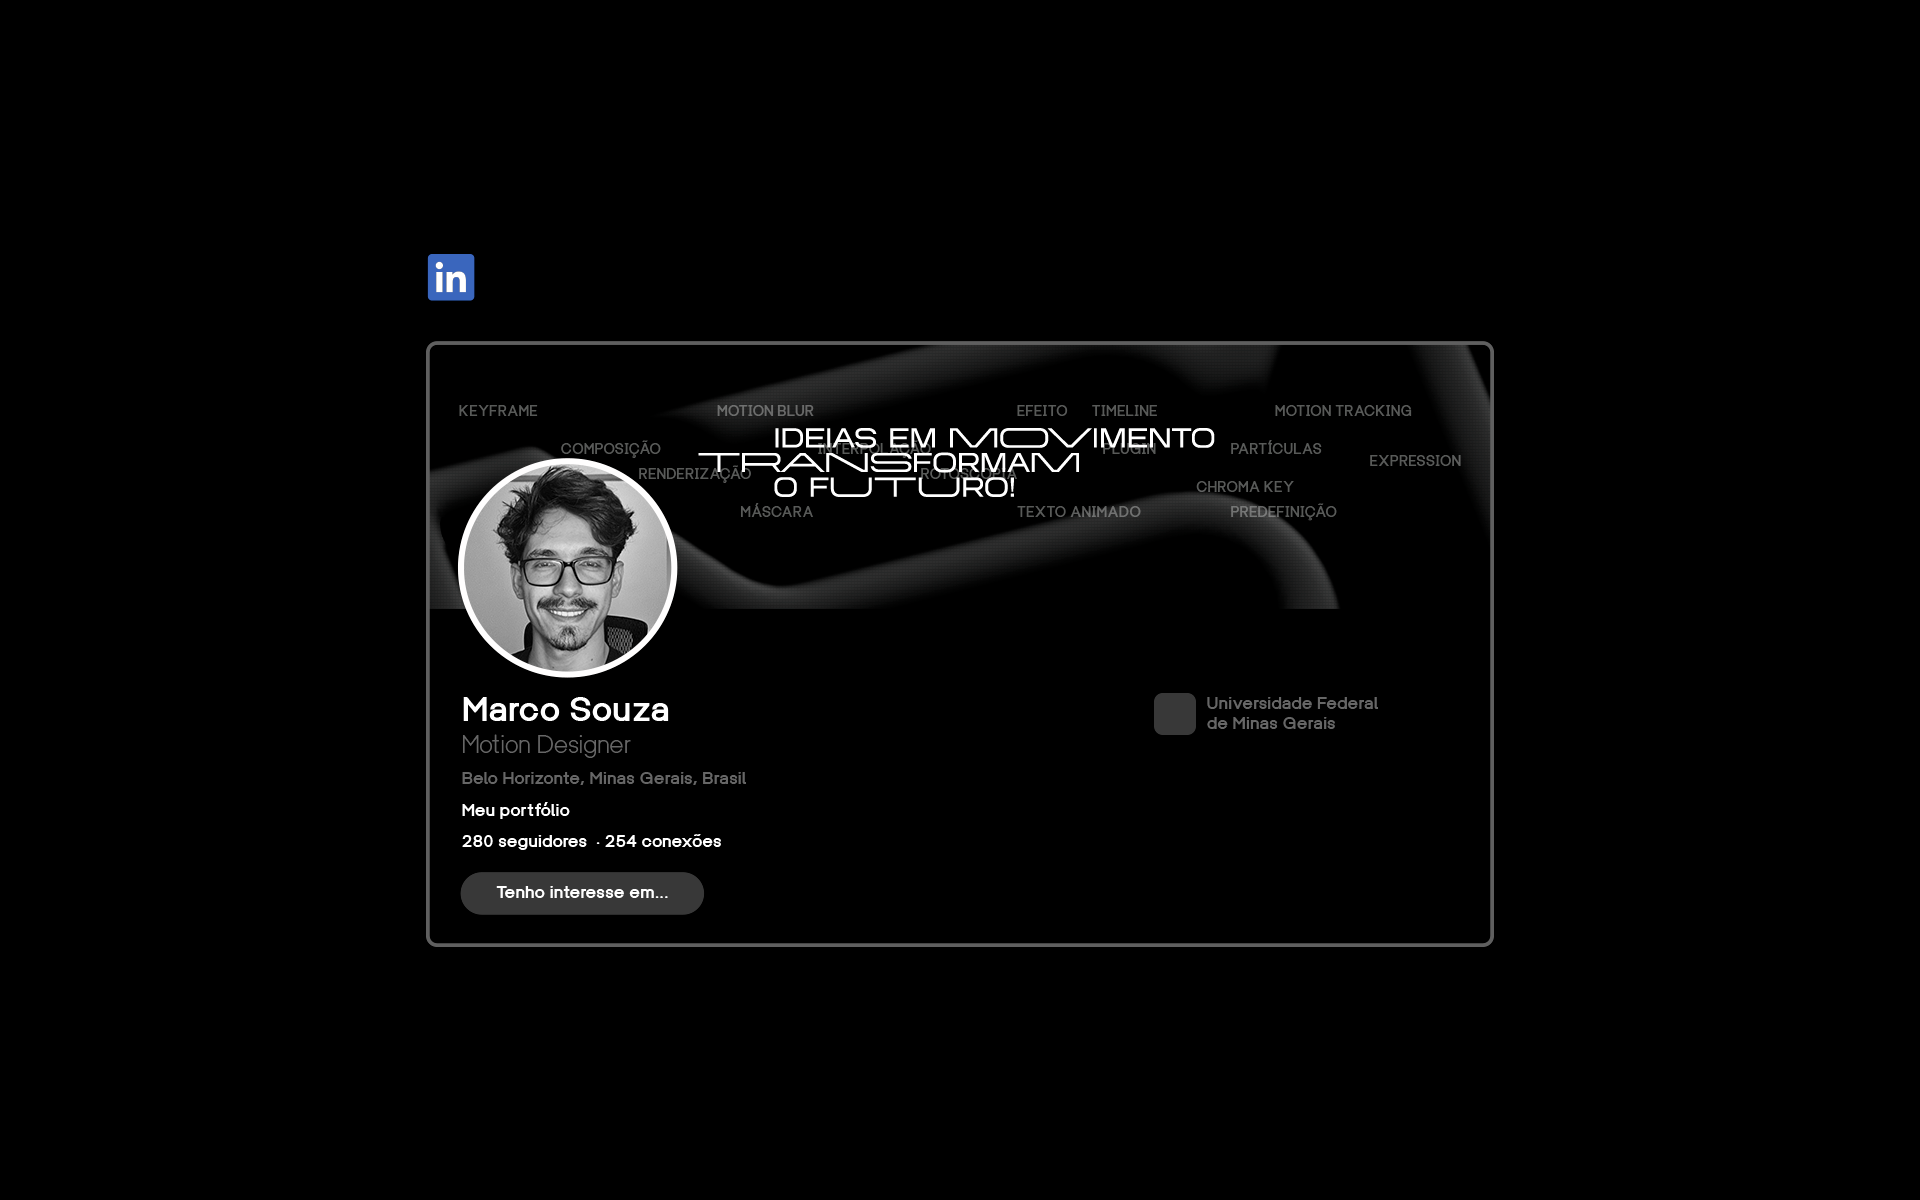 in
KEYFRAME
MOTION BLUR
EFEITO
TIMELINE
MOTION TRACKING
IDEIAS EM MOVIMENTO
TRANSFORMAM
O FUTURO!
COMPOSIÇÃO
INTERPOLAÇÃO
PLUGIN
PARTÍCULAS
EXPRESSION
RENDERIZAÇÃO
ROTOSCOPIA
CHROMA KEY
MÁSCARA
TEXTO ANIMADO
PREDEFINIÇÃO
Marco Souza
Motion Designer
Belo Horizonte, Minas Gerais, Brasil
Meu portfólio
280 seguidores · 254 conexões
Tenho interesse em...
Universidade Federal
de Minas Gerais